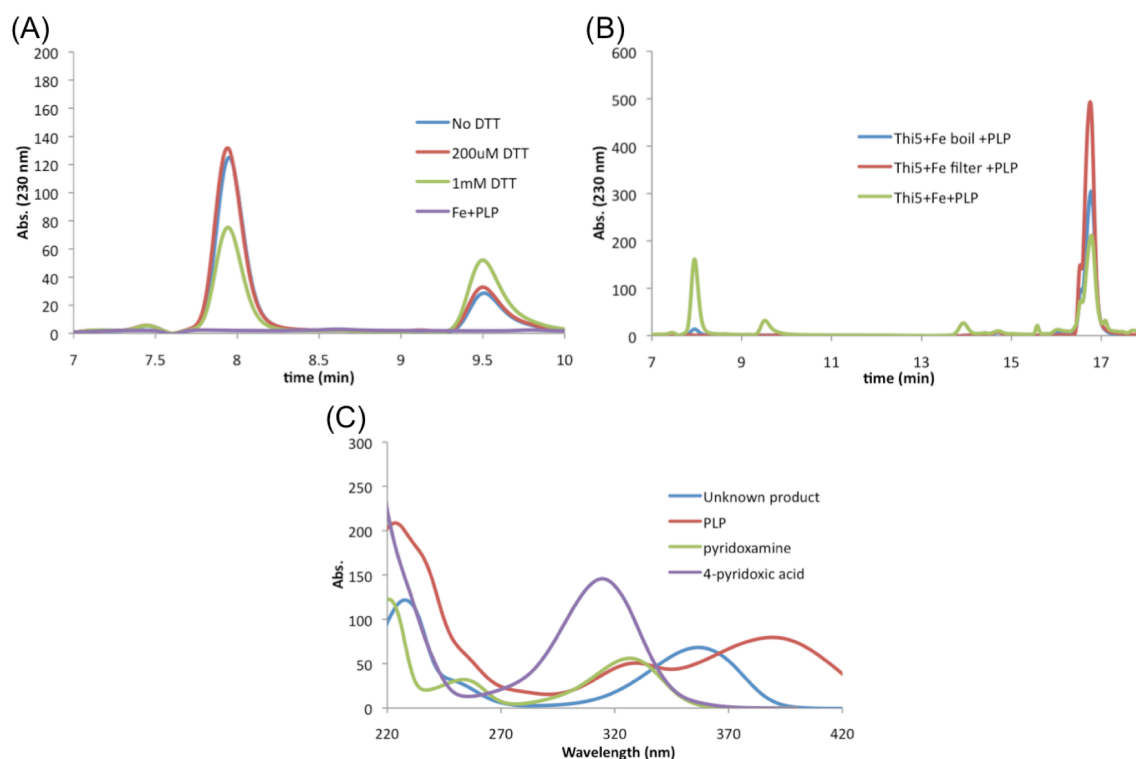 (A)
Abs. (230 nm)
200
180
160
140
120
100
80
60
40
20
0
7
7.5
8
8.5
9
9.5
10
time (min)
No DTT
200uM DTT
1mM DTT
Fe+PLP
(B)
Abs. (230 nm)
600
500
400
300
200
100
0
7
9
11
13
15
17
time (min)
Thi5+Fe boil +PLP
Thi5+Fe filter +PLP
Thi5+Fe+PLP
(C)
Abs.
300
250
200
150
100
50
0
220
270
320
370
420
Wavelength (nm)
Unknown product
PLP
pyridoxamine
4-pyridoxic acid